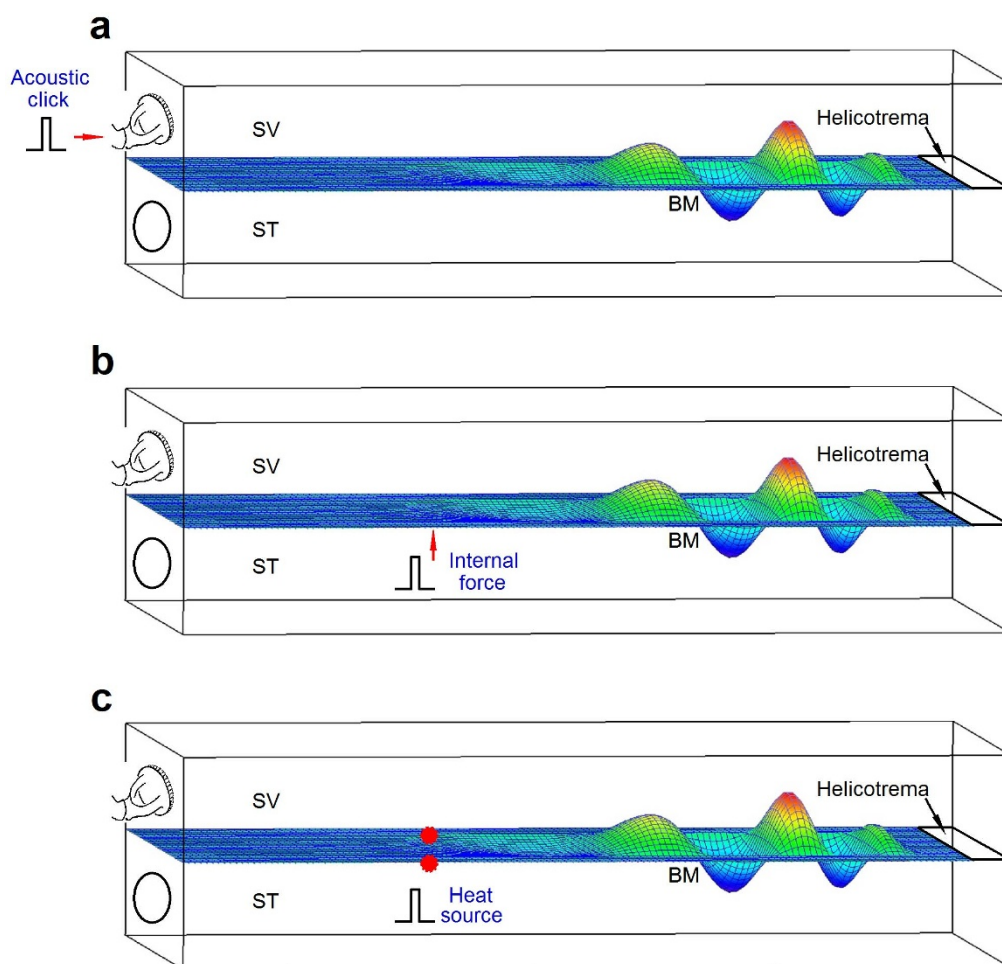 a
Acoustic
click
SV
Helicotrema
BM
ST
b
SV
Helicotrema
BM
Internal
force
ST
c
SV
Helicotrema
BM
Heat
source
ST